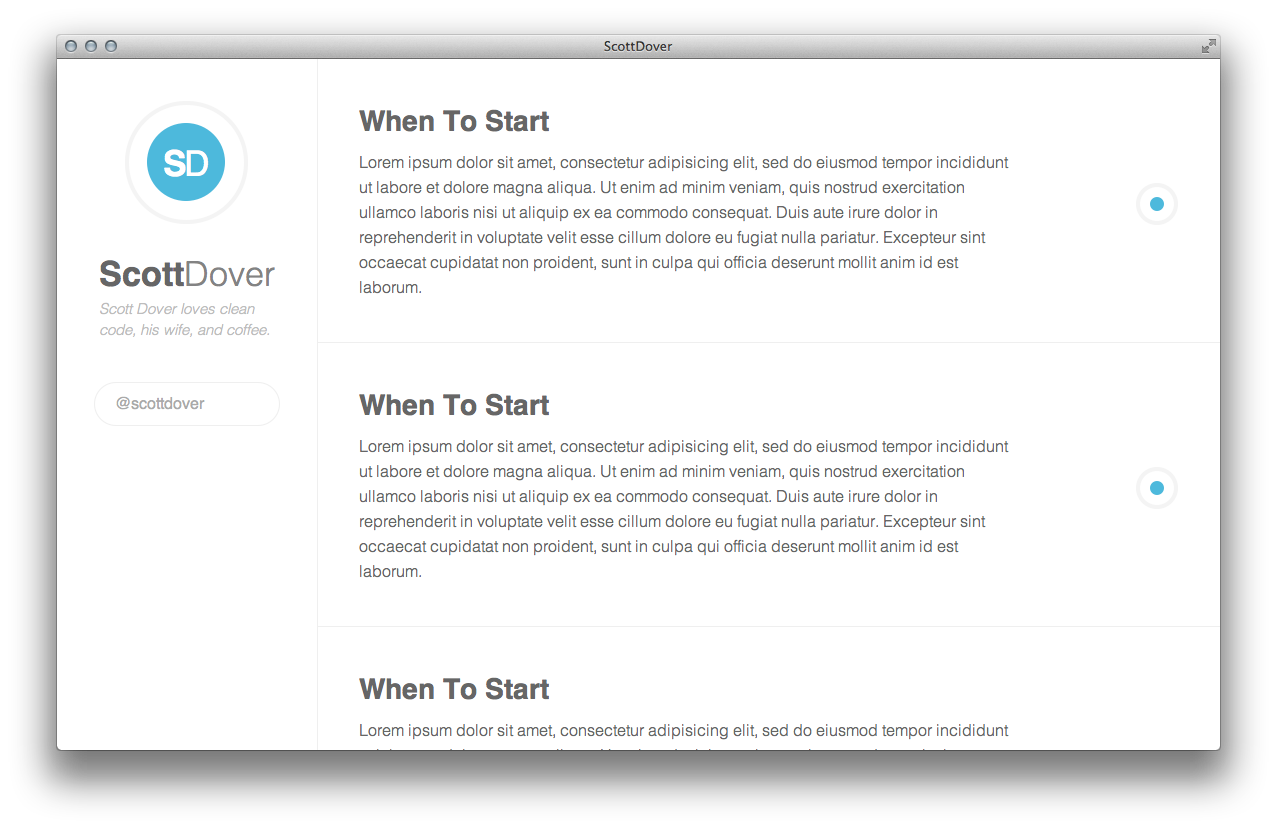 ScottDover
SD
ScottDover
Scott Dover loves clean
code, his wife, and coffee.
@scottdover
When To Start
Lorem ipsum dolor sit amet, consectetur adipisicing elit, sed do eiusmod tempor incididunt
ut labore et dolore magna aliqua. Ut enim ad minim veniam, quis nostrud exercitation
ullamco laboris nisi ut aliquip ex ea commodo consequat. Duis aute irure dolor in
reprehenderit in voluptate velit esse cillum dolore eu fugiat nulla pariatur. Excepteur sint
occaecat cupidatat non proident, sunt in culpa qui officia deserunt mollit anim id est
laborum.
When To Start
Lorem ipsum dolor sit amet, consectetur adipisicing elit, sed do eiusmod tempor incididunt
ut labore et dolore magna aliqua. Ut enim ad minim veniam, quis nostrud exercitation
ullamco laboris nisi ut aliquip ex ea commodo consequat. Duis aute irure dolor in
reprehenderit in voluptate velit esse cillum dolore eu fugiat nulla pariatur. Excepteur sint
occaecat cupidatat non proident, sunt in culpa qui officia deserunt mollit anim id est
laborum.
When To Start
Lorem ipsum dolor sit amet, consectetur adipisicing elit, sed do eiusmod tempor incididunt